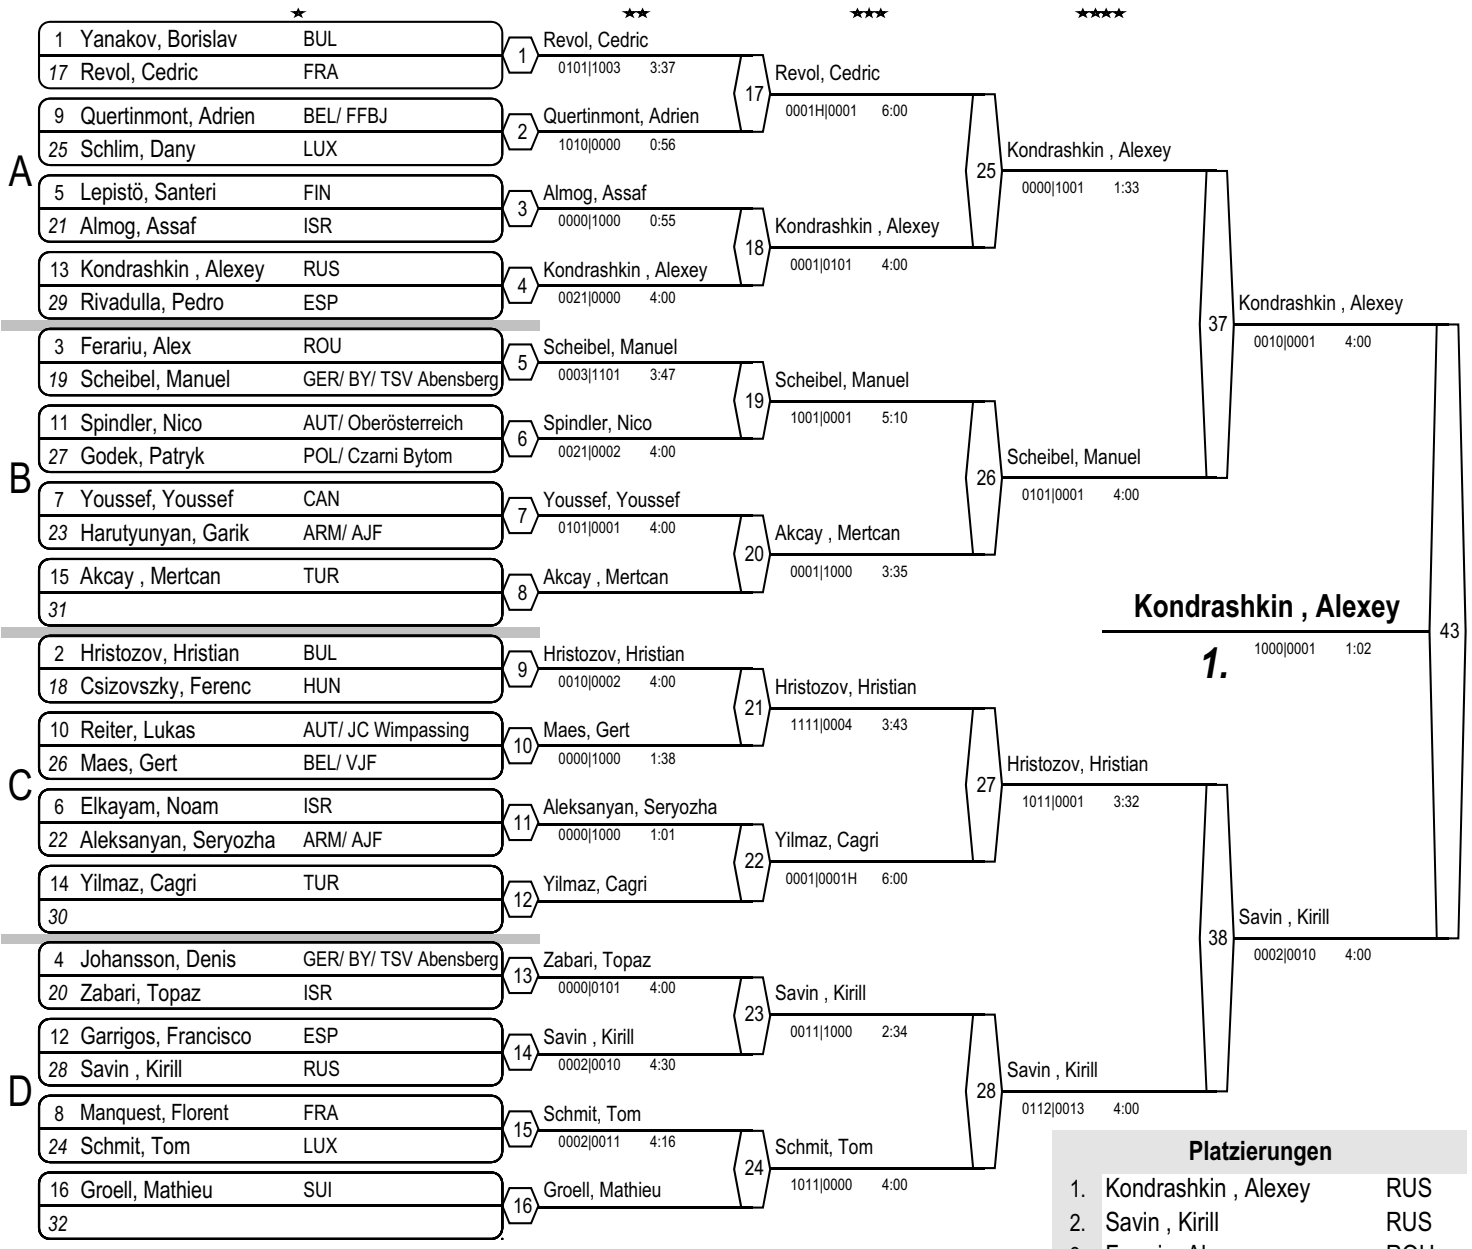 ★ ★★ ★★★ ★★★★
A
1 Yanakov, Borislav BUL
17 Revol, Cedric FRA
9 Quertinmont, Adrien BEL/ FFBJ
25 Schlim, Dany LUX
5 Lepistö, Santeri FIN
21 Almog, Assaf ISR
13 Kondrashkin , Alexey RUS
29 Rivadulla, Pedro ESP
B
3 Ferariu, Alex ROU
19 Scheibel, Manuel GER/ BY/ TSV Abensberg
11 Spindler, Nico AUT/ Oberösterreich
27 Godek, Patryk POL/ Czarni Bytom
7 Youssef, Youssef CAN
23 Harutyunyan, Garik ARM/ AJF
15 Akcay , Mertcan TUR
31
C
2 Hristozov, Hristian BUL
18 Csizovszky, Ferenc HUN
10 Reiter, Lukas AUT/ JC Wimpassing
26 Maes, Gert BEL/ VJF
6 Elkayam, Noam ISR
22 Aleksanyan, Seryozha ARM/ AJF
14 Yilmaz, Cagri TUR
30
D
4 Johansson, Denis GER/ BY/ TSV Abensberg
20 Zabari, Topaz ISR
12 Garrigos, Francisco ESP
28 Savin , Kirill RUS
8 Manquest, Florent FRA
24 Schmit, Tom LUX
16 Groell, Mathieu SUI
32
1 Revol, Cedric
0101|1003 3:37
2 Quertinmont, Adrien
1010|0000 0:56
3 Almog, Assaf
0000|1000 0:55
4 Kondrashkin , Alexey
0021|0000 4:00
5 Scheibel, Manuel
0003|1101 3:47
6 Spindler, Nico
0021|0002 4:00
7 Youssef, Youssef
0101|0001 4:00
8 Akcay , Mertcan
9 Hristozov, Hristian
0010|0002 4:00
10 Maes, Gert
0000|1000 1:38
11 Aleksanyan, Seryozha
0000|1000 1:01
12 Yilmaz, Cagri
13 Zabari, Topaz
0000|0101 4:00
14 Savin , Kirill
0002|0010 4:30
15 Schmit, Tom
0002|0011 4:16
16 Groell, Mathieu
17 Revol, Cedric
0001H|0001 6:00
18 Kondrashkin , Alexey
0001|0101 4:00
19 Scheibel, Manuel
1001|0001 5:10
20 Akcay , Mertcan
0001|1000 3:35
21 Hristozov, Hristian
1111|0004 3:43
22 Yilmaz, Cagri
0001|0001H 6:00
23 Savin , Kirill
0011|1000 2:34
24 Schmit, Tom
1011|0000 4:00
25 Kondrashkin , Alexey
0000|1001 1:33
26 Scheibel, Manuel
0101|0001 4:00
27 Hristozov, Hristian
1011|0001 3:32
28 Savin , Kirill
0112|0013 4:00
37 Kondrashkin , Alexey
0010|0001 4:00
38 Savin , Kirill
0002|0010 4:00
43 Kondrashkin , Alexey
1. 1000|0001 1:02
Platzierungen
1. Kondrashkin , Alexey RUS
2. Savin , Kirill RUS